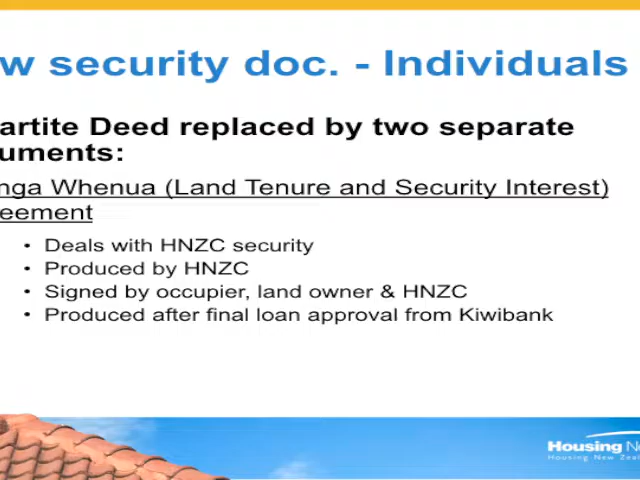 w security doc. - Individuals
artite Deed replaced by two separate
uments:
nga Whenua (Land Tenure and Security Interest)
eement
• Deals with HNZC security
• Produced by HNZC
• Signed by occupier, land owner & HNZC
• Produced after final loan approval from Kiwibank
Housing Ne
Housing New Zeal